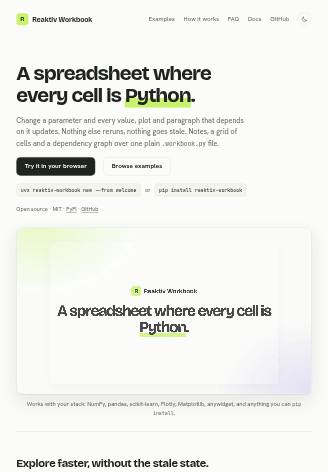 R Reaktiv Workbook Examples How it works FAQ Docs GitHub
A spreadsheet where
every cell is Python.
Change a parameter and every value, plot and paragraph that depends
on it updates. Nothing else reruns, nothing goes stale. Notes, a grid of
cells and a dependency graph over one plain .workbook.py file.
Try it in your browser Browse examples
uvx reaktiv-workbook new --from welcome or pip install reaktiv-workbook
Open source · MIT · PyPI · GitHub
R Reaktiv Workbook
A spreadsheet where every cell is
Python.
Works with your stack: NumPy, pandas, scikit-learn, Plotly, Matplotlib, anywidget, and anything you can pip
install.
Explore faster, without the stale state.